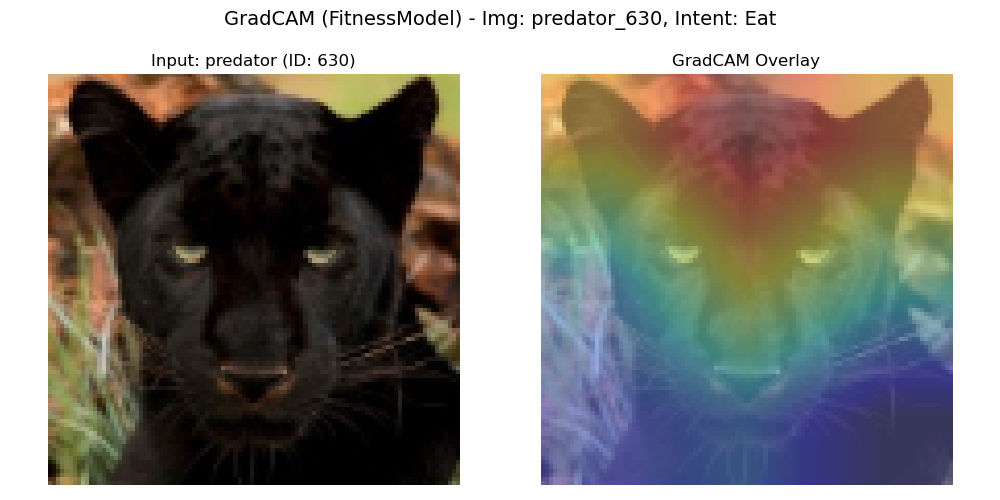 GradCAM (FitnessModel) - Img: predator_630, Intent: Eat
Input: predator (ID: 630)
GradCAM Overlay